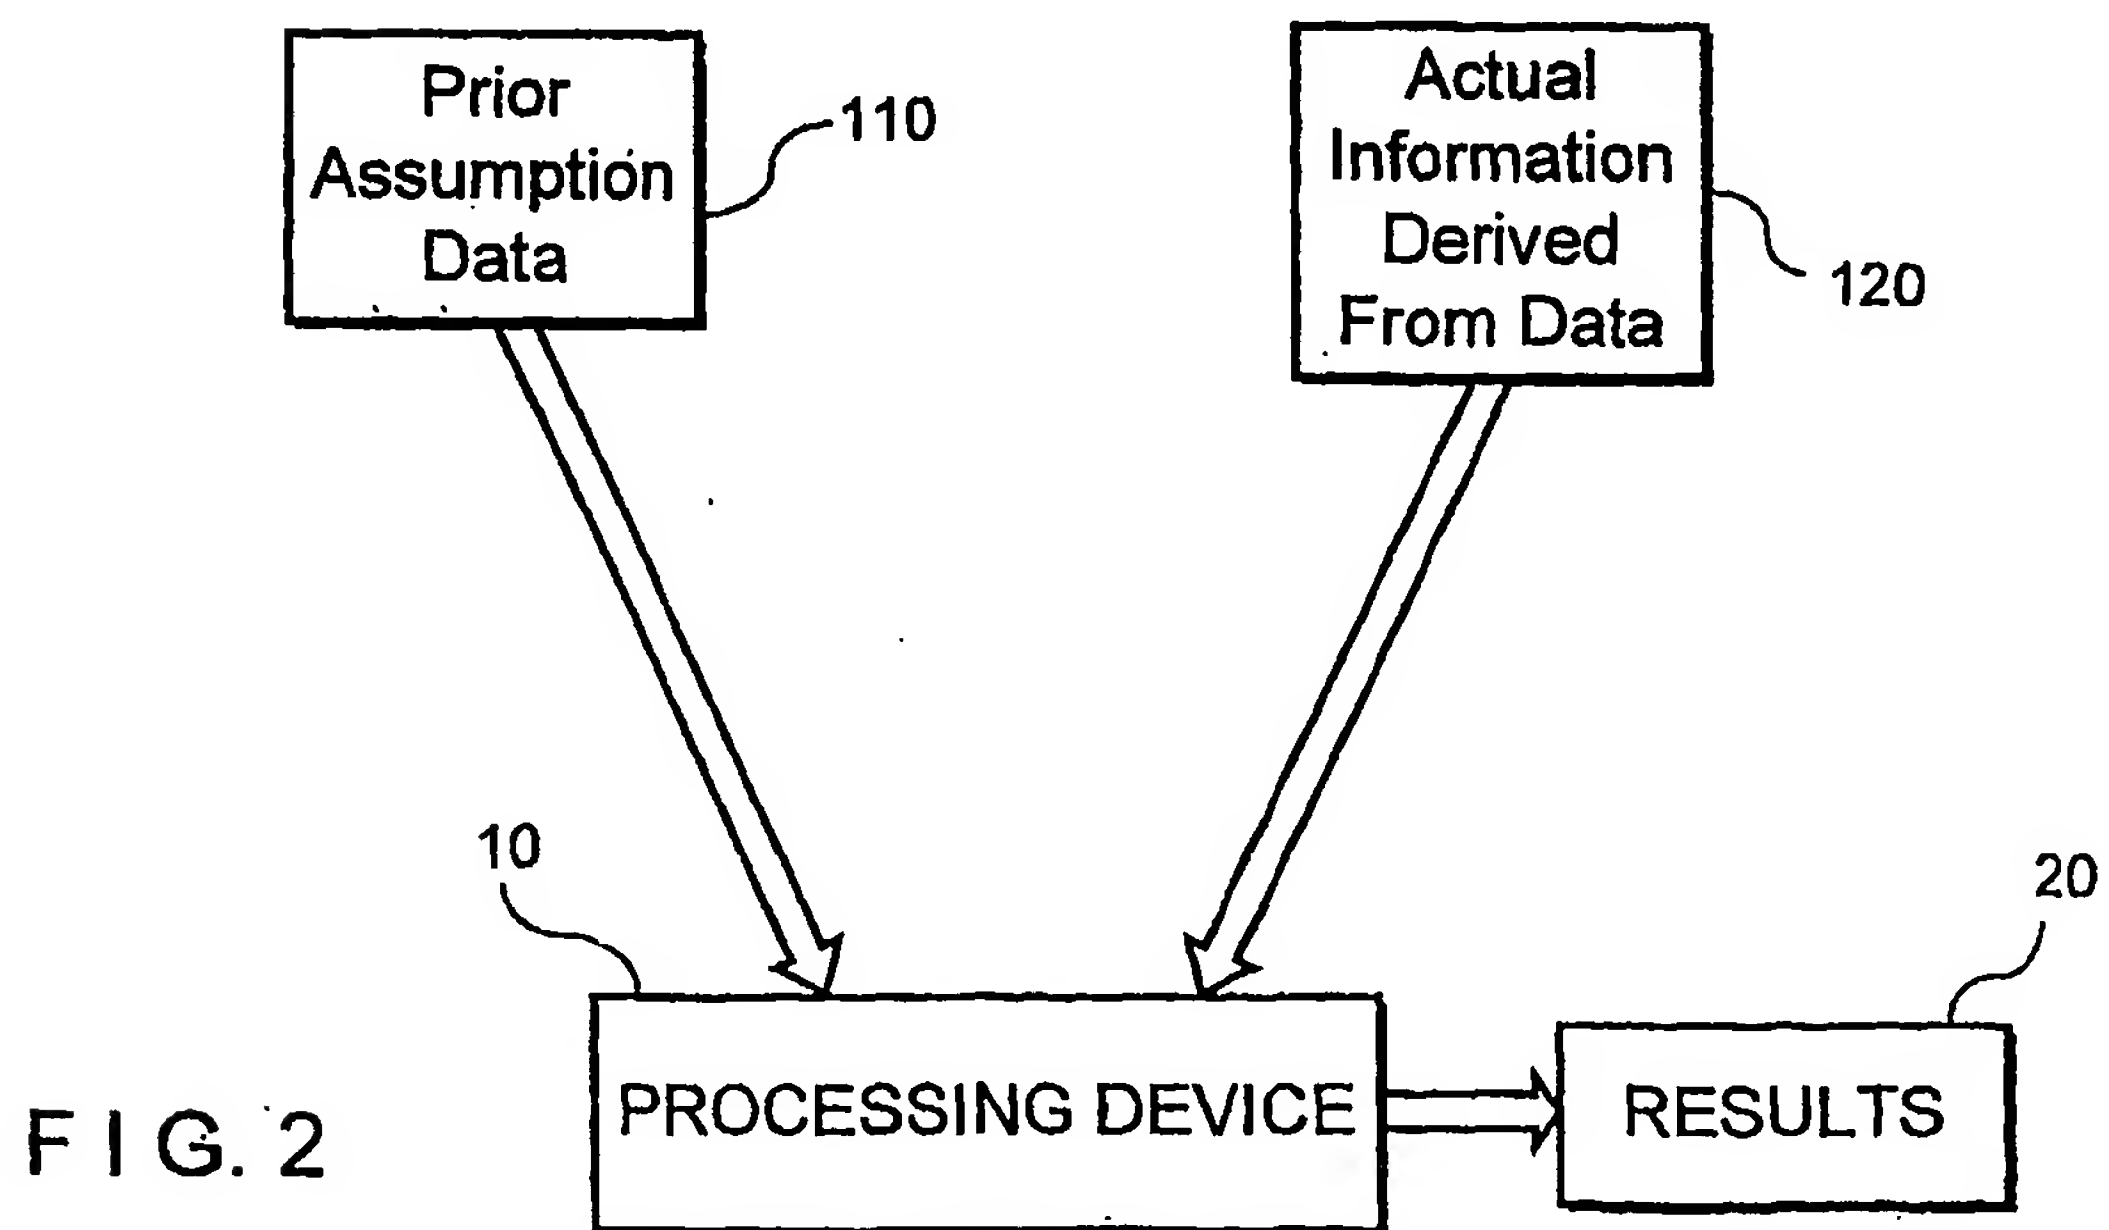 Prior
Assumption
Data
110
Actual
Information
Derived
From Data
120
10
PROCESSING DEVICE
20
RESULTS
FIG. 2